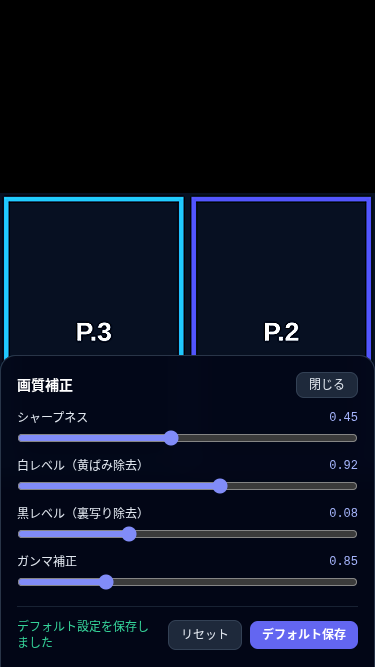 P.3
P.2
画質補正
閉じる
シャープネス 0.45
白レベル（黄ばみ除去） 0.92
黒レベル（裏写り除去） 0.08
ガンマ補正 0.85
デフォルト設定を保存し
ました
リセット
デフォルト保存